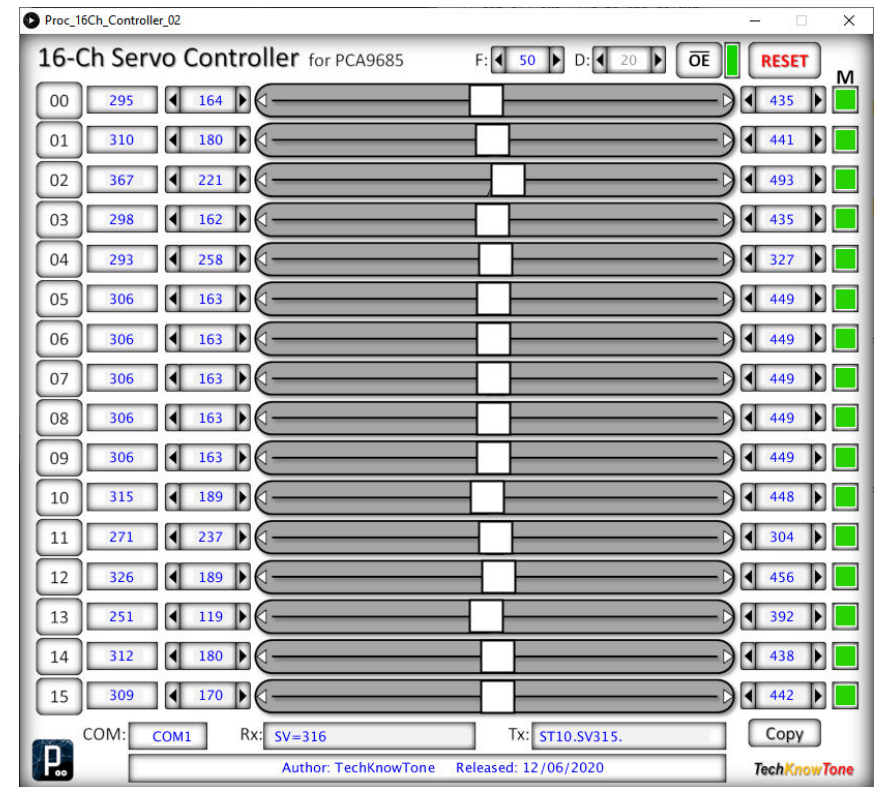 Proc_16Ch_Controller_02
16-Ch Servo Controller for PCA9685 F: 50 D: 20 OE RESET
M
00 295 164 435
01 310 180 441
02 367 221 493
03 298 162 435
04 293 258 327
05 306 163 449
06 306 163 449
07 306 163 449
08 306 163 449
09 306 163 449
10 315 189 448
11 271 237 304
12 326 189 456
13 251 119 392
14 312 180 438
15 309 170 442
COM: COM1 Rx: SV=316 Tx: ST10.SV315. Copy
P Author: TechKnowTone Released: 12/06/2020 TechKnowTone